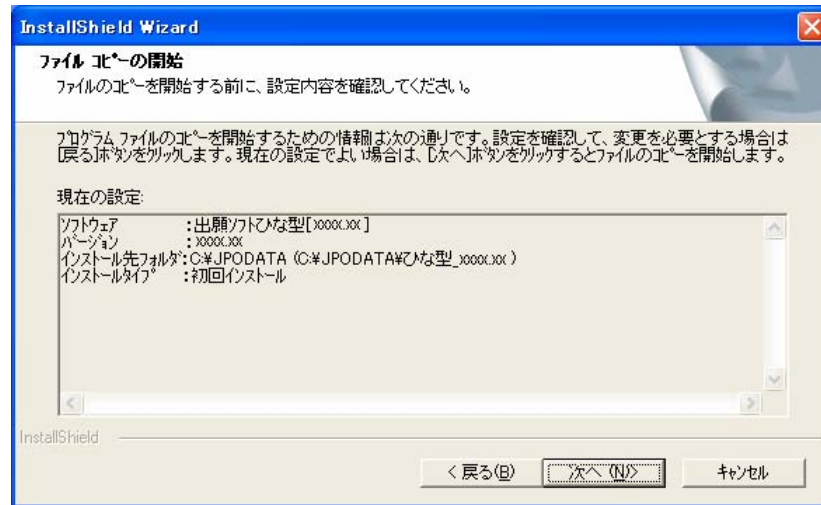 InstallShield Wizard
ファイル コピーの開始
ファイルのコピーを開始する前に、設定内容を確認してください。
プログラム ファイルのコピーを開始するための情報は次の通りです。設定を確認して、変更を必要とする場合は
[戻る]ボタンをクリックします。現在の設定でよい場合は、[次へ]ボタンをクリックするとファイルのコピーを開始します。
現在の設定:
ソフトウェア :出願ソフトひな型[xxxx.xx]
バージョン :xxxx.xx
インストール先フォルダ:C:¥JPODATA (C:¥JPODATA¥ひな型_xxxx.xx)
インストールタイプ :初回インストール
InstallShield
< 戻る(B) 次へ (N)> キャンセル